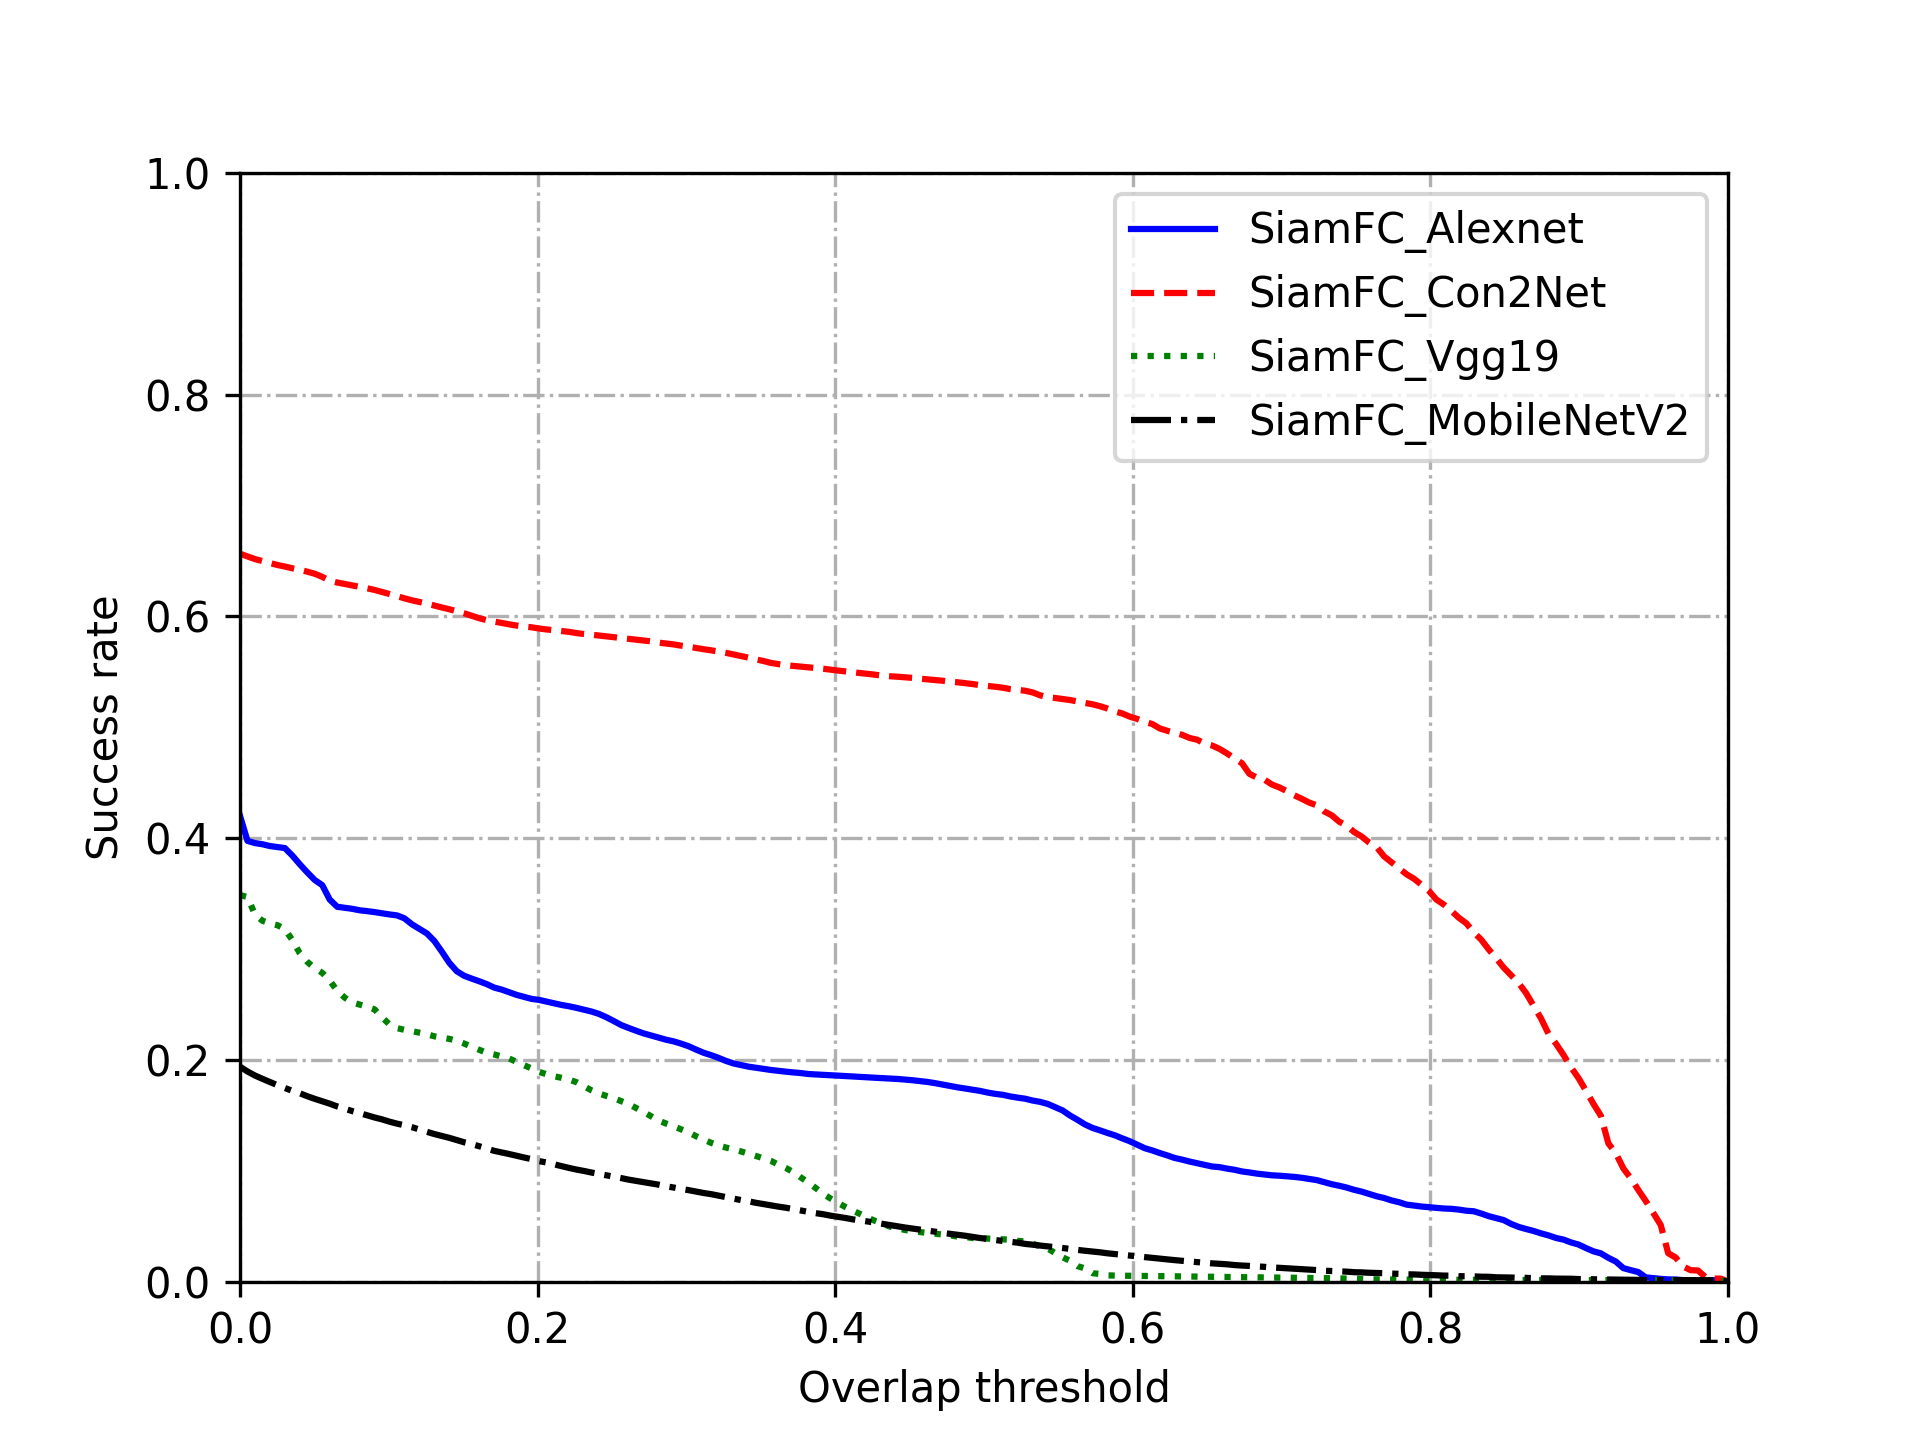 SiamFC_Alexnet
SiamFC_Con2Net
SiamFC_Vgg19
SiamFC_MobileNetV2
Success rate
1.0
0.8
0.6
0.4
0.2
0.0
0.0 0.2 0.4 0.6 0.8 1.0
Overlap threshold